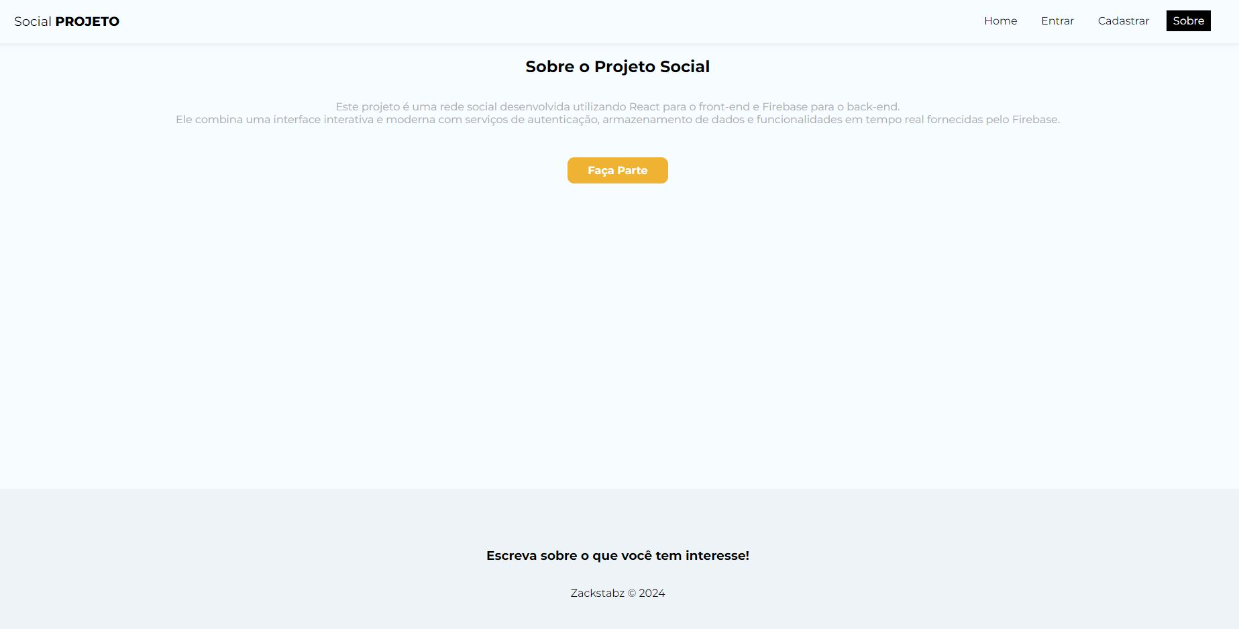 Social PROJETO
Home Entrar Cadastrar Sobre
Sobre o Projeto Social
Este projeto é uma rede social desenvolvida utilizando React para o front-end e Firebase para o back-end.
Ele combina uma interface interativa e moderna com serviços de autenticação, armazenamento de dados e funcionalidades em tempo real fornecidas pelo Firebase.
Faça Parte
Escreva sobre o que você tem interesse!
Zackstabz © 2024